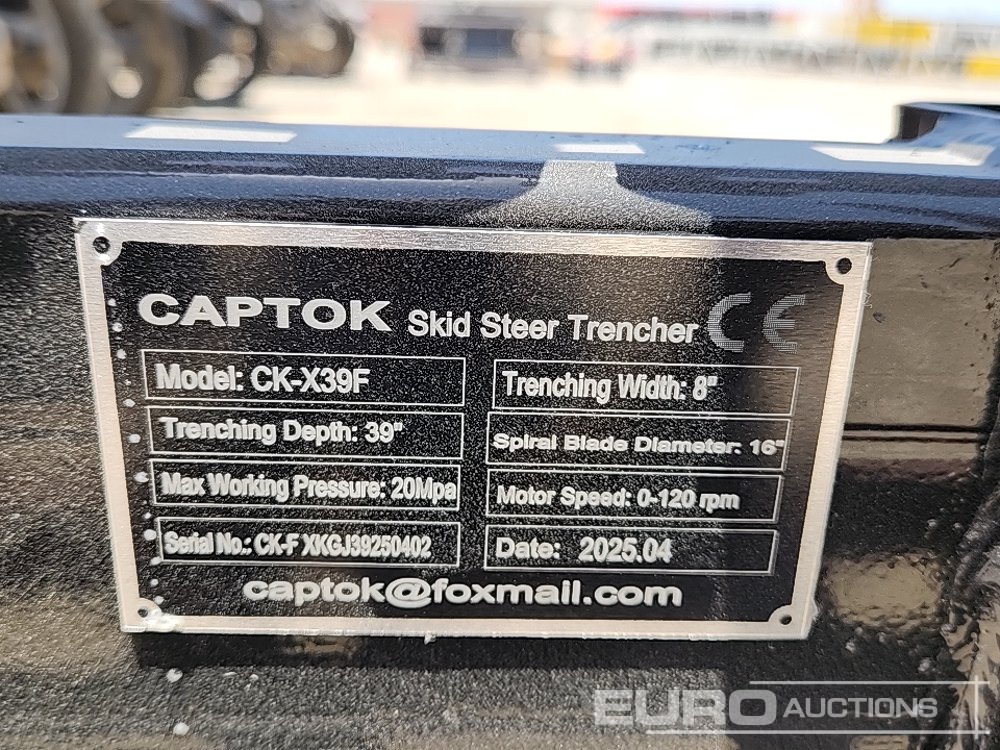 CAPTOK Skid Steer Trencher CE
Model: CK-X39F
Trenching Width: 8"
Trenching Depth: 39"
Spiral Blade Diameter: 16"
Max Working Pressure: 20Mpa
Motor Speed: 0-120 rpm
Serial No.: CK-F XKGJ39250402
Date: 2025.04
captok@foxmail.com
EURO AUCTIONS